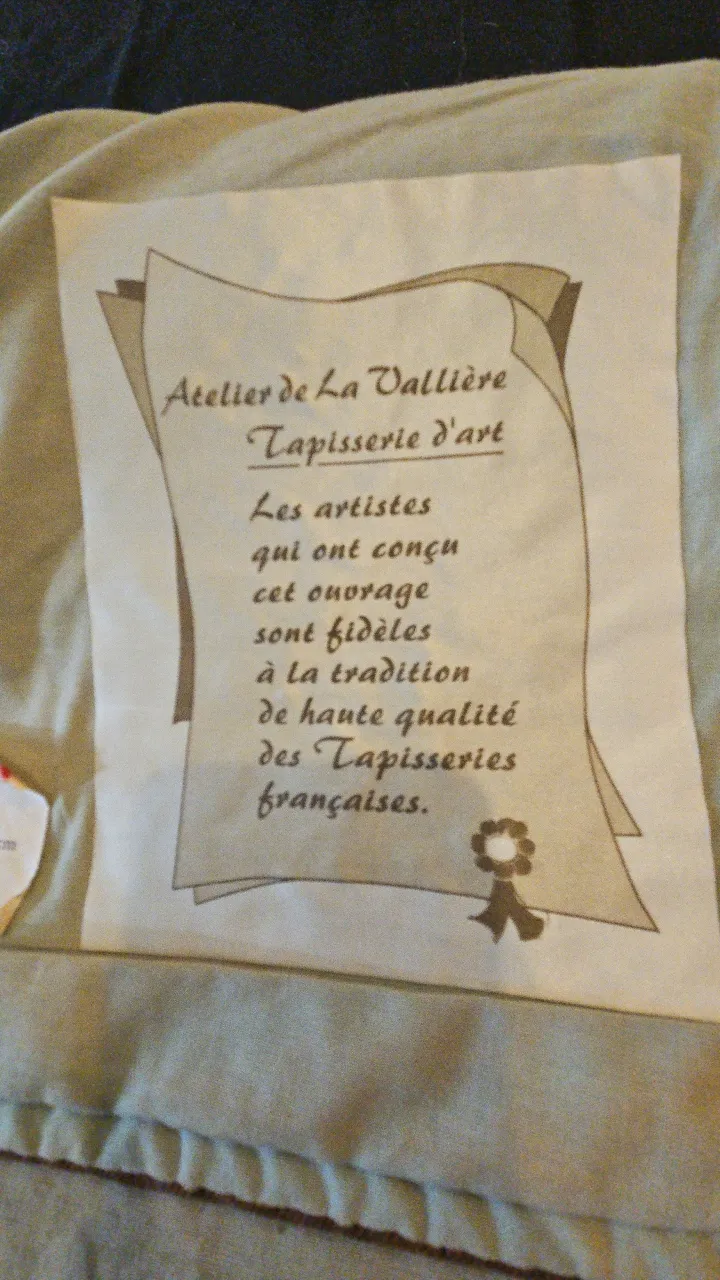 Atelier de La Vallière
Tapisserie d'art
Les artistes
qui ont conçu
cet ouvrage
sont fidèles
à la tradition
de haute qualité
des Tapisseries
françaises.
cm